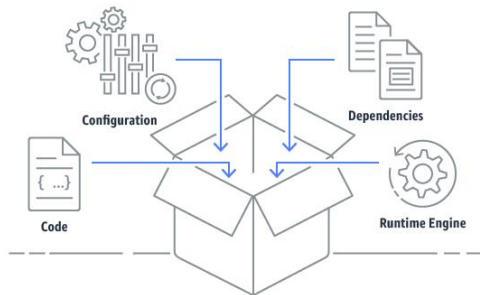 Configuration
Dependencies
{ ...}
Code
Runtime Engine